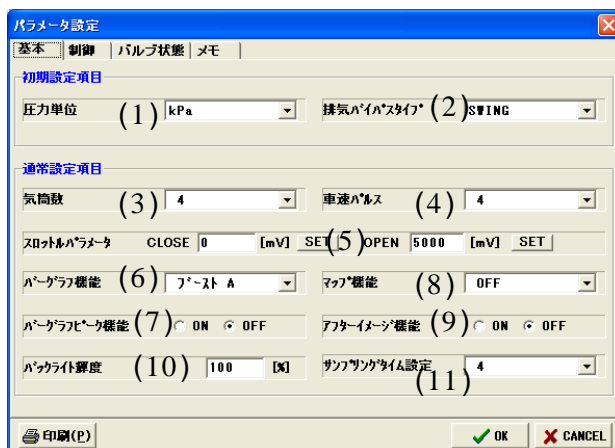 パラメータ設定
基本 制御 バルブ状態 メモ
初期設定項目
圧力単位 (1) kPa 排気バイパスタイプ (2) SWING
通常設定項目
気筒数 (3) 4 車速パルス (4) 4
スロットルパラメータ CLOSE 0 [mV] SET (5) OPEN 5000 [mV] SET
バーグラフ機能 (6) ブースト A マップ機能 (8) OFF
バーグラフピーク機能 (7) ON OFF アフターイメージ機能 (9) ON OFF
バックライト輝度 (10) 100 [%] サンプリングタイム設定 (11) 4
印刷(P) OK CANCEL